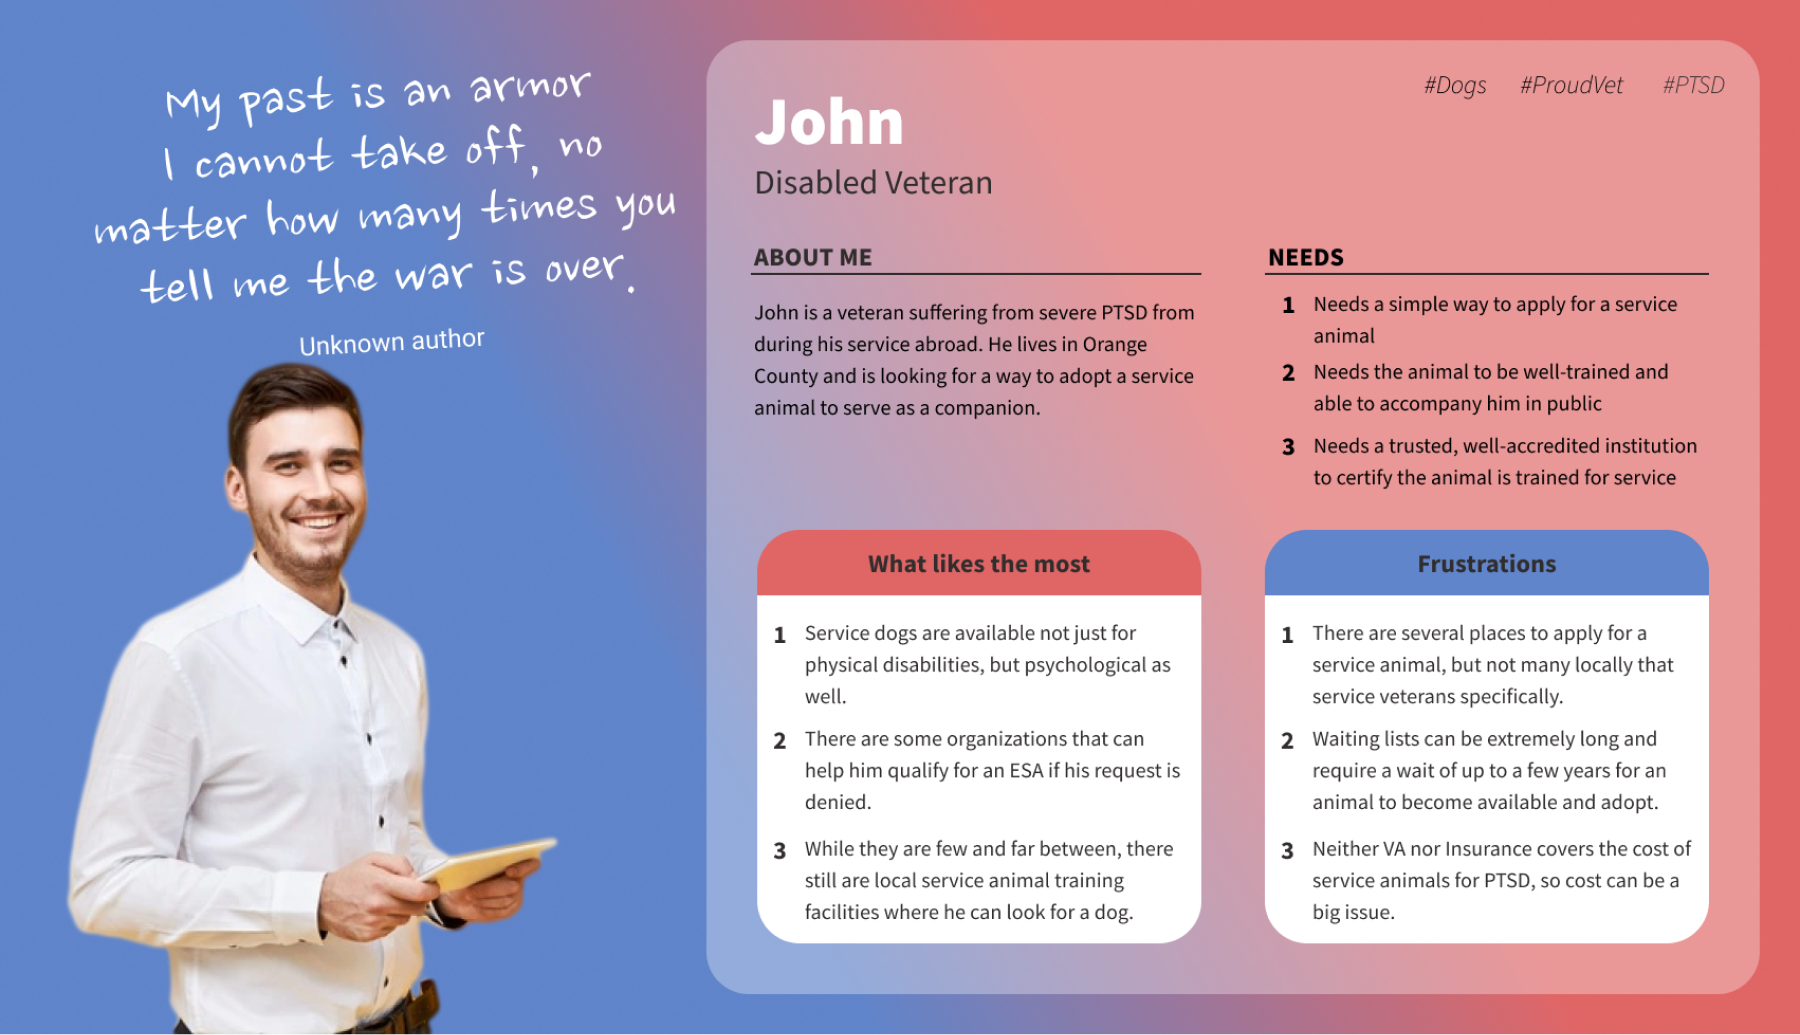 My past is an armor
I cannot take off, no
matter how many times you
tell me the war is over.
Unknown author
#Dogs #ProudVet #PTSD
John
Disabled Veteran
ABOUT ME
John is a veteran suffering from severe PTSD from
during his service abroad. He lives in Orange
County and is looking for a way to adopt a service
animal to serve as a companion.
NEEDS
1 Needs a simple way to apply for a service
animal
2 Needs the animal to be well-trained and
able to accompany him in public
3 Needs a trusted, well-accredited institution
to certify the animal is trained for service
What likes the most
1 Service dogs are available not just for
physical disabilities, but psychological as
well.
2 There are some organizations that can
help him qualify for an ESA if his request is
denied.
3 While they are few and far between, there
still are local service animal training
facilities where he can look for a dog.
Frustrations
1 There are several places to apply for a
service animal, but not many locally that
service veterans specifically.
2 Waiting lists can be extremely long and
require a wait of up to a few years for an
animal to become available and adopt.
3 Neither VA nor Insurance covers the cost of
service animals for PTSD, so cost can be a
big issue.